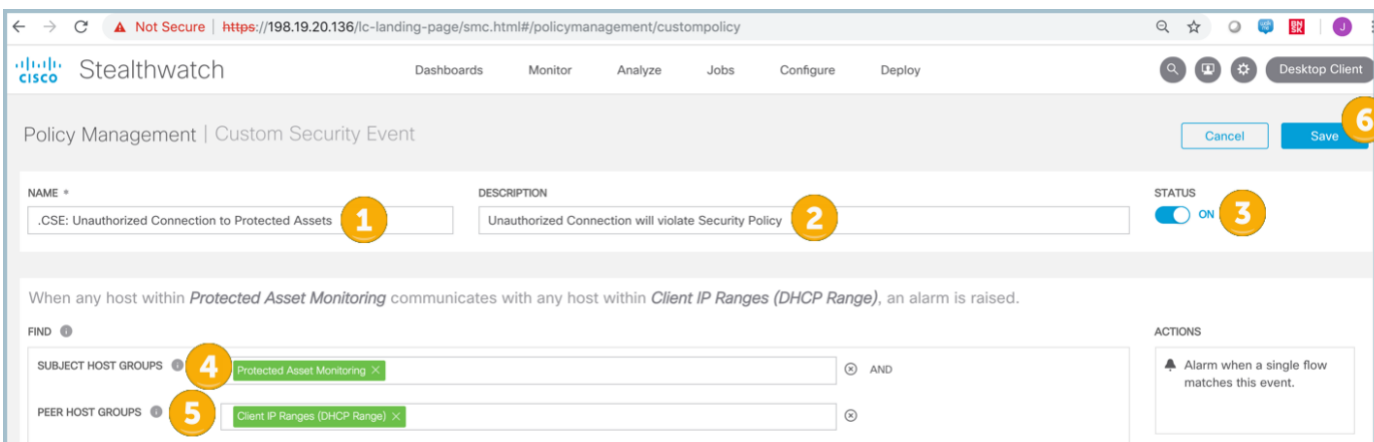 Not Secure | https://198.19.20.136/lc-landing-page/smc.html#/policymanagement/custompolicy
J
CISCO Stealthwatch Dashboards Monitor Analyze Jobs Configure Deploy Desktop Client
Policy Management | Custom Security Event Cancel Save 6
NAME * DESCRIPTION STATUS
.CSE: Unauthorized Connection to Protected Assets 1 Unauthorized Connection will violate Security Policy 2 ON 3
When any host within Protected Asset Monitoring communicates with any host within Client IP Ranges (DHCP Range), an alarm is raised.
FIND ACTIONS
SUBJECT HOST GROUPS 4 Protected Asset Monitoring × AND Alarm when a single flow
matches this event.
PEER HOST GROUPS 5 Client IP Ranges (DHCP Range) ×